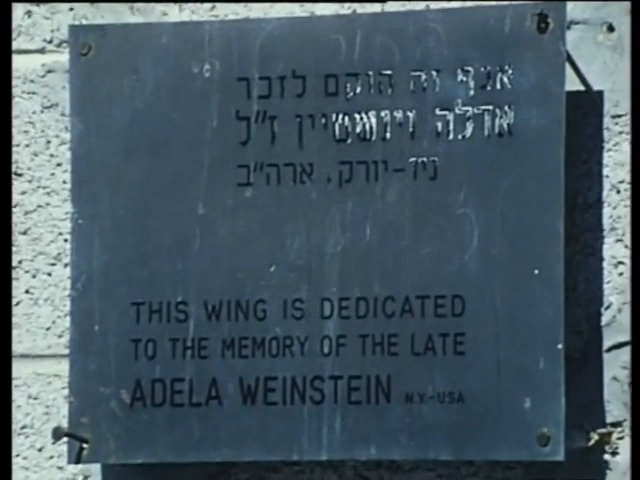 אגף זה הוקם לזכר
אדלה וינשטיין ז"ל
ניו-יורק, ארה"ב
THIS WING IS DEDICATED
TO THE MEMORY OF THE LATE
ADELA WEINSTEIN N.Y.-USA